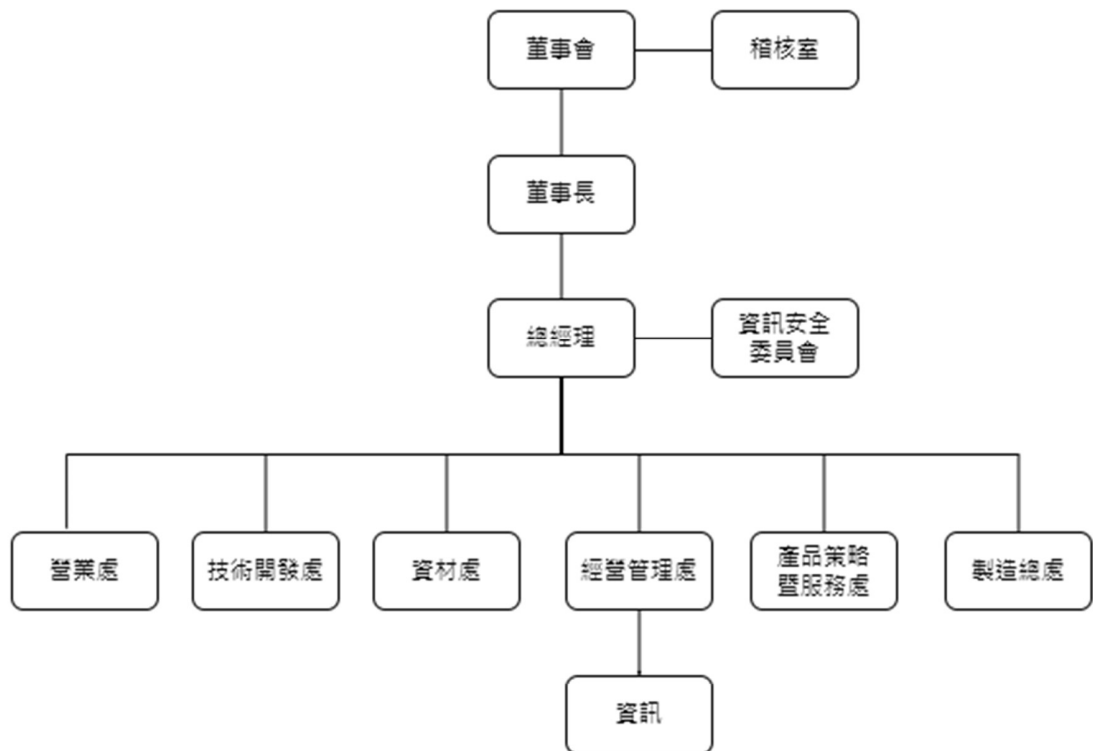 董事會
稽核室
董事長
總經理
資訊安全
委員會
營業處
技術開發處
資材處
經營管理處
產品策略
暨服務處
製造總處
資訊